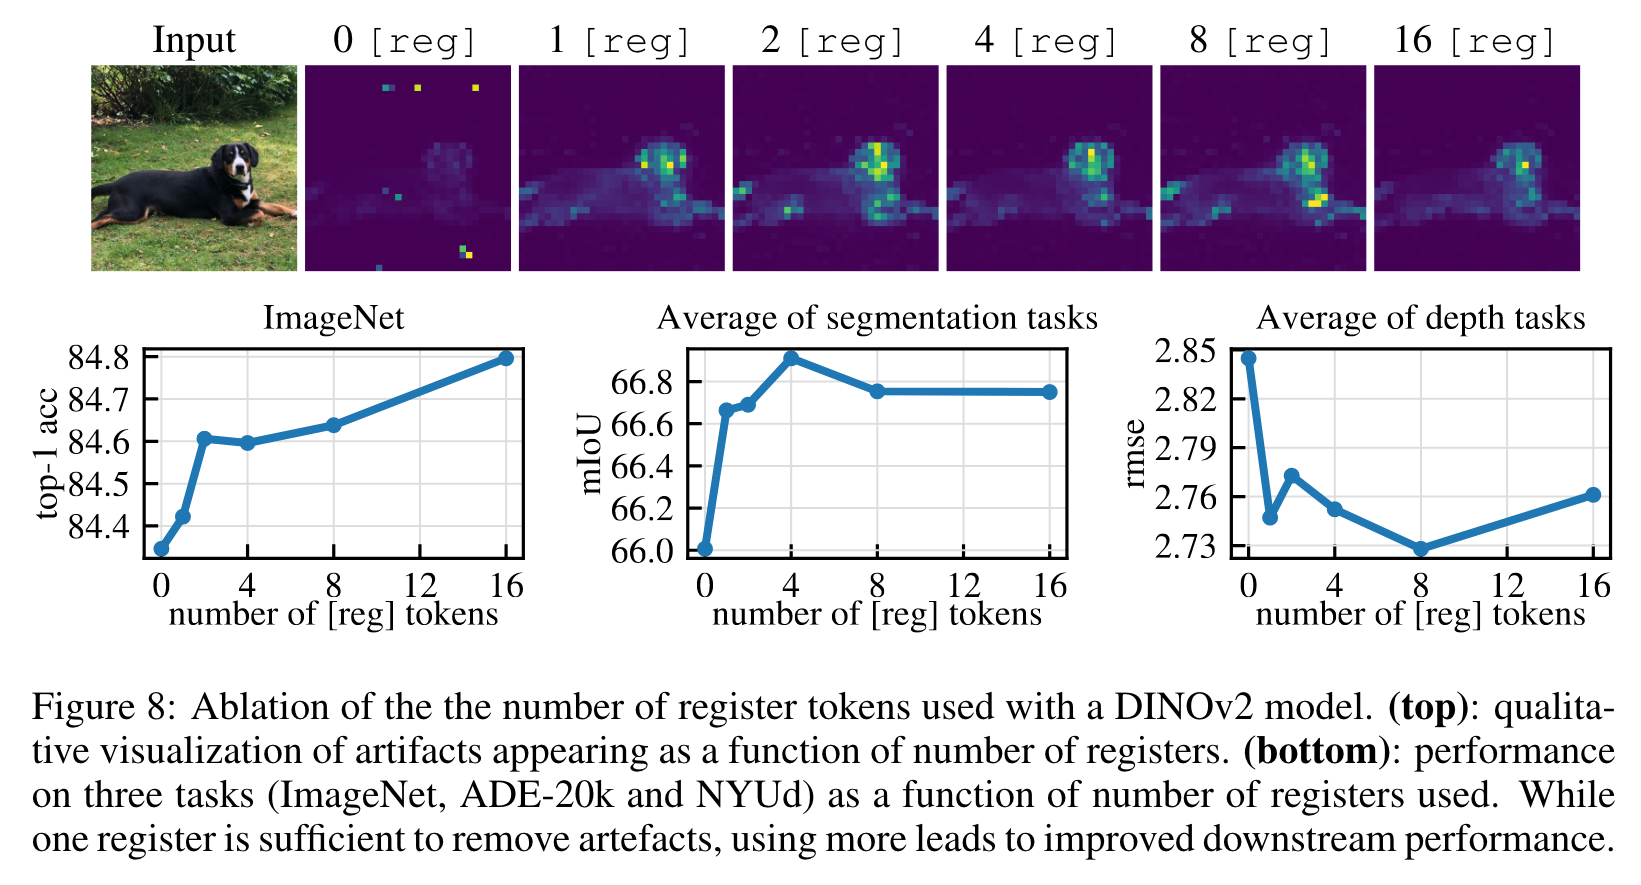 Input
0 [reg]
1 [reg]
2 [reg]
4 [reg]
8 [reg]
16 [reg]
ImageNet
84.8
84.7
84.6
84.5
84.4
top-1 acc
0 4 8 12 16
number of [reg] tokens
Average of segmentation tasks
66.8
66.6
66.4
66.2
66.0
mIoU
0 4 8 12 16
number of [reg] tokens
Average of depth tasks
2.85
2.82
2.79
2.76
2.73
rmse
0 4 8 12 16
number of [reg] tokens
Figure 8: Ablation of the the number of register tokens used with a DINOv2 model. (top): qualita-
tive visualization of artifacts appearing as a function of number of registers. (bottom): performance
on three tasks (ImageNet, ADE-20k and NYUd) as a function of number of registers used. While
one register is sufficient to remove artefacts, using more leads to improved downstream performance.